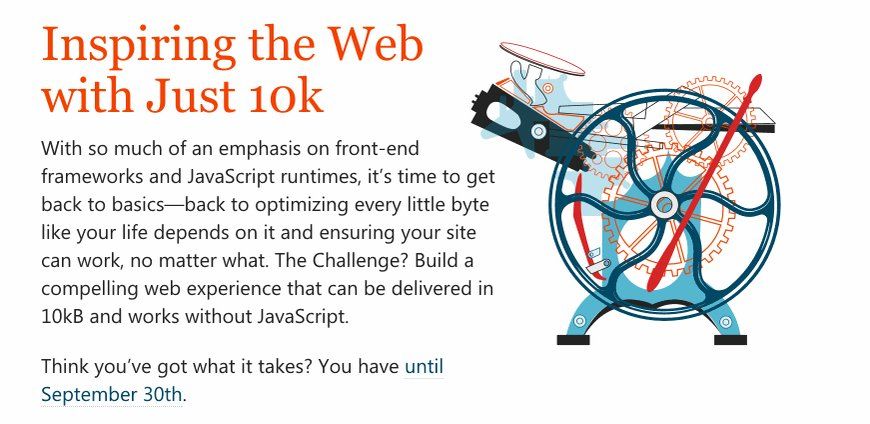 Inspiring the Web
with Just 10k
With so much of an emphasis on front-end
frameworks and JavaScript runtimes, it’s time to get
back to basics—back to optimizing every little byte
like your life depends on it and ensuring your site
can work, no matter what. The Challenge? Build a
compelling web experience that can be delivered in
10kB and works without JavaScript.
Think you’ve got what it takes? You have until
September 30th.